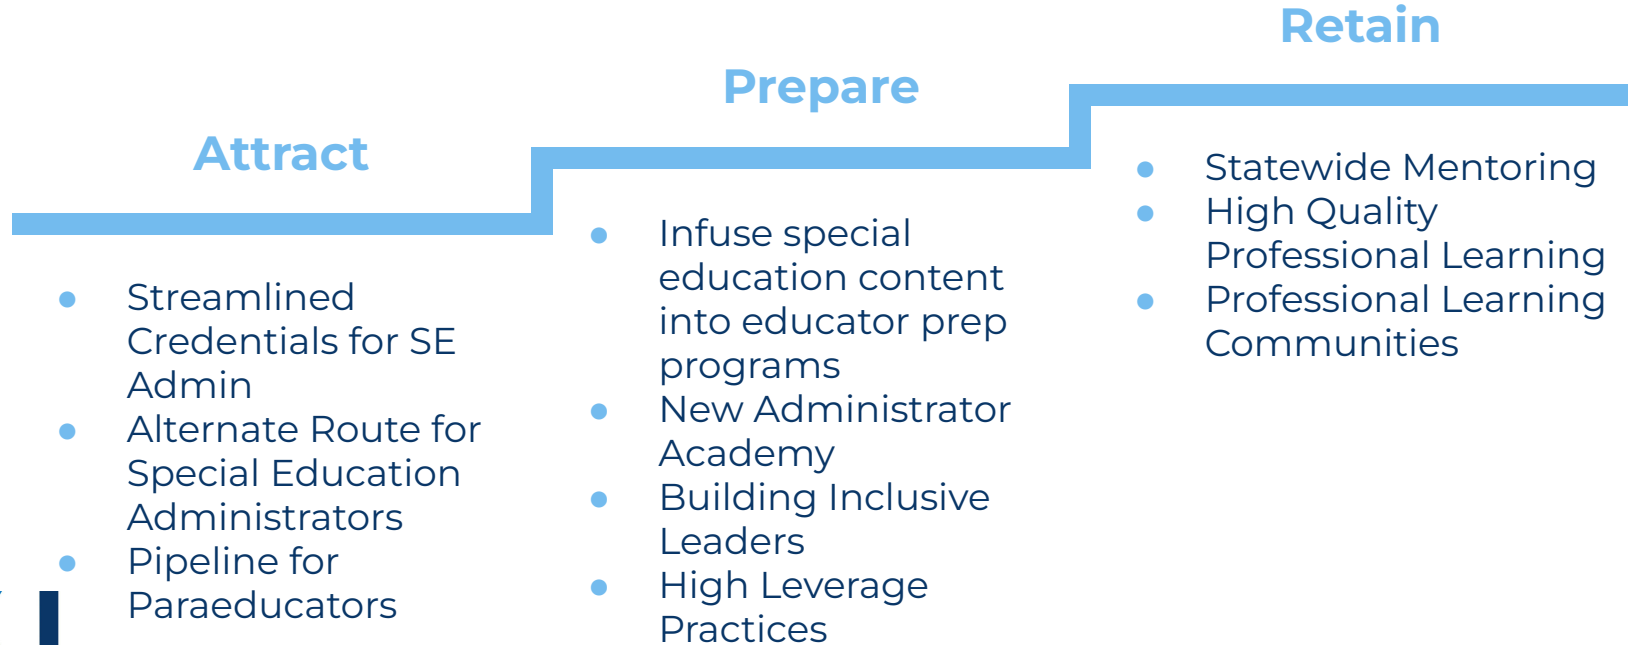 Attract
● Streamlined
Credentials for SE
Admin
● Alternate Route for
Special Education
Administrators
● Pipeline for
Paraeducators
Prepare
● Infuse special
education content
into educator prep
programs
● New Administrator
Academy
● Building Inclusive
Leaders
● High Leverage
Practices
Retain
● Statewide Mentoring
● High Quality
Professional Learning
● Professional Learning
Communities